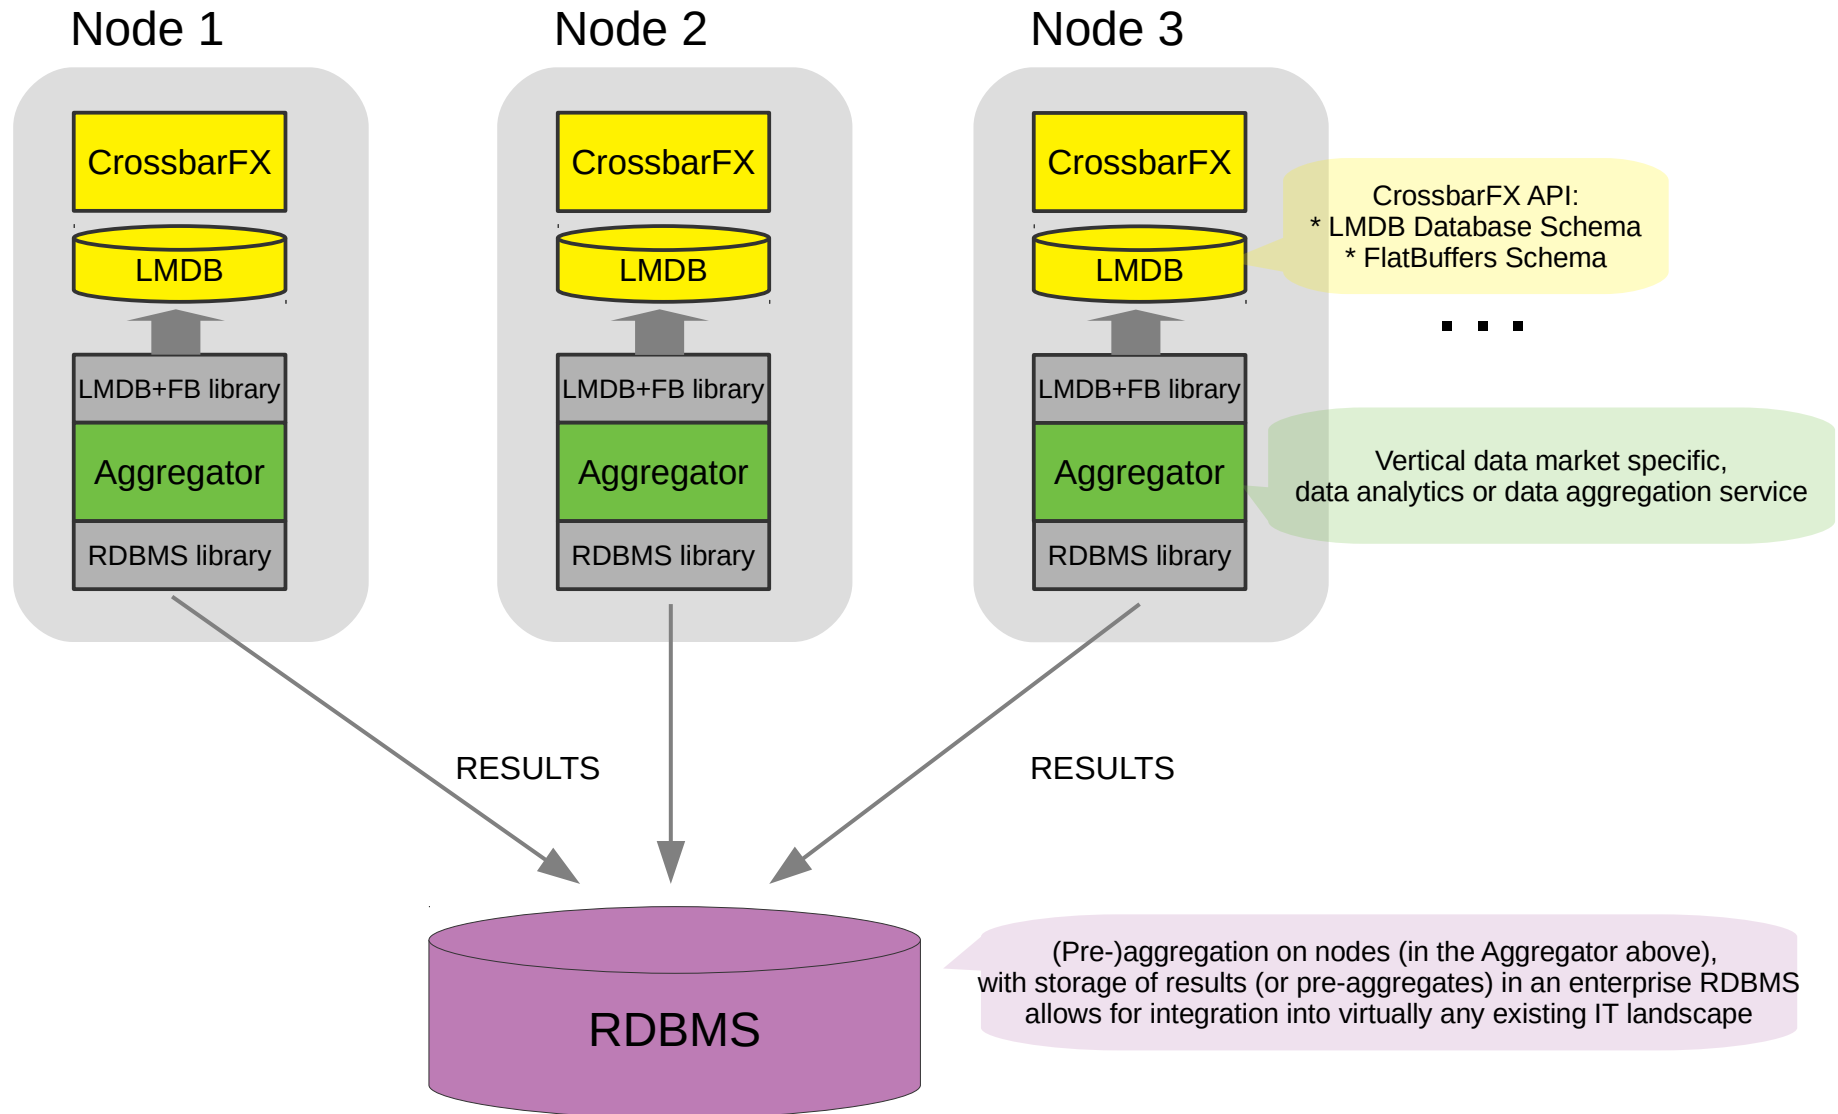 Node 1
Node 2
Node 3
CrossbarFX
CrossbarFX
CrossbarFX
CrossbarFX API:
* LMDB Database Schema
* FlatBuffers Schema
LMDB
LMDB
LMDB
. . .
LMDB+FB library
LMDB+FB library
LMDB+FB library
Aggregator
Aggregator
Aggregator
Vertical data market specific,
data analytics or data aggregation service
RDBMS library
RDBMS library
RDBMS library
RESULTS
RESULTS
(Pre-)aggregation on nodes (in the Aggregator above),
with storage of results (or pre-aggregates) in an enterprise RDBMS
allows for integration into virtually any existing IT landscape
RDBMS